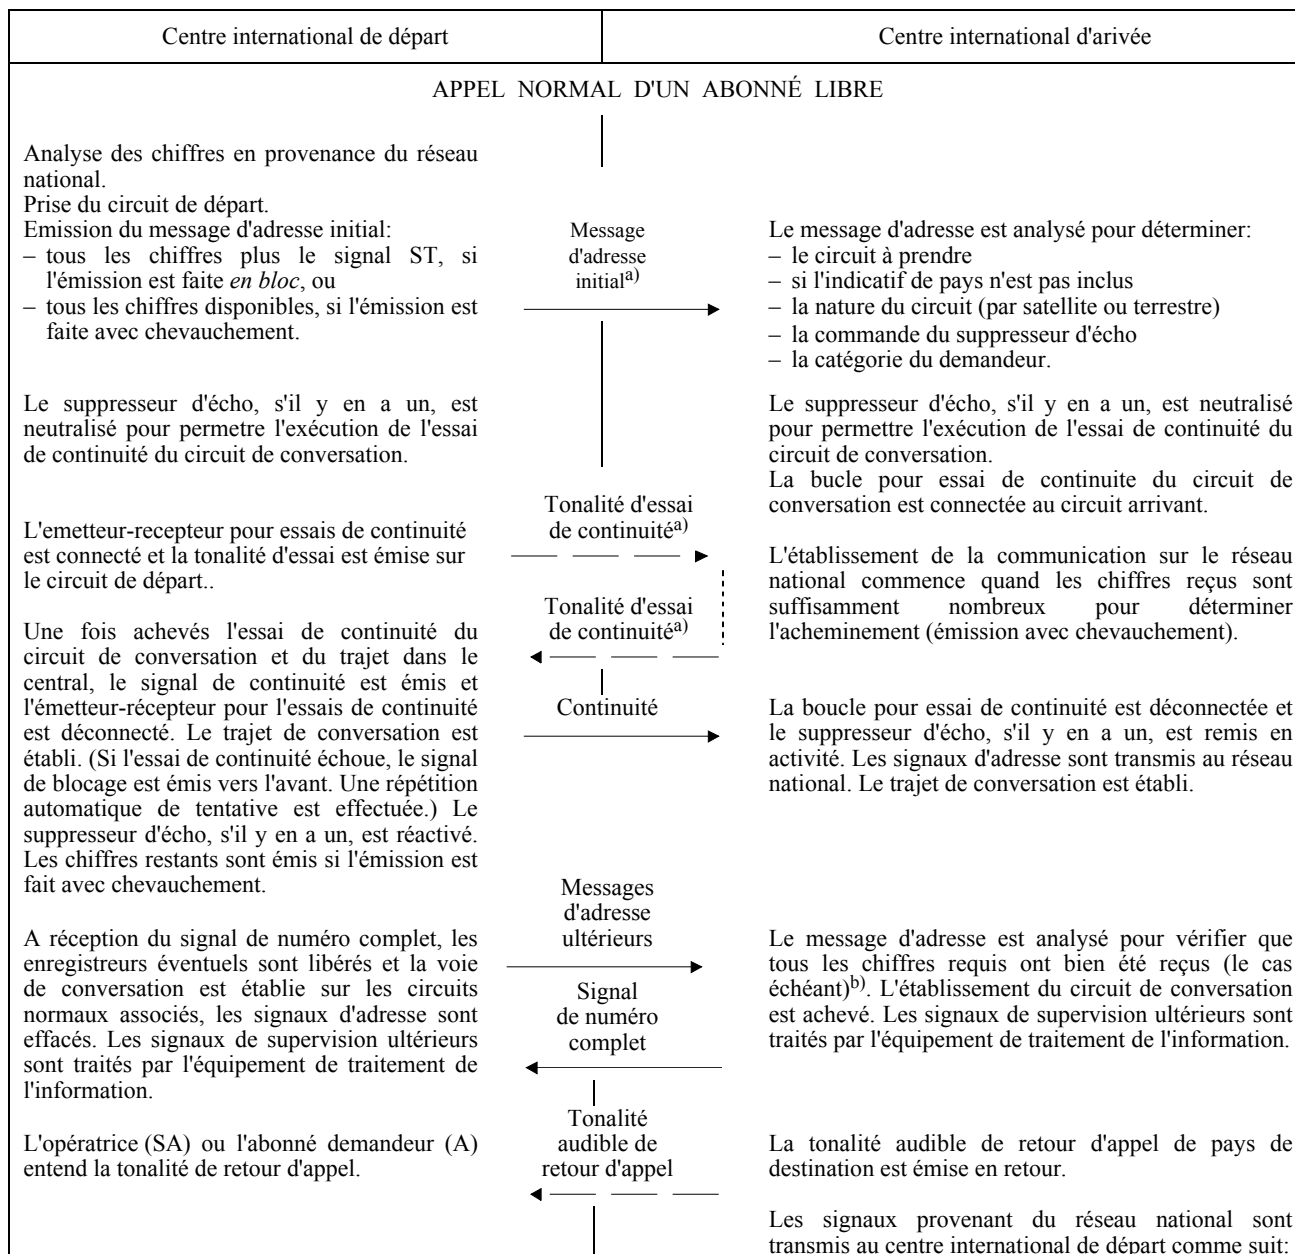 Centre international de départ
Centre international d'arivée
APPEL NORMAL D'UN ABONNÉ LIBRE
Analyse des chiffres en provenance du réseau
national.
Prise du circuit de départ.
Emission du message d'adresse initial:
– tous les chiffres plus le signal ST, si
l'émission est faite en bloc, ou
– tous les chiffres disponibles, si l'émission est
faite avec chevauchement.
Message
d'adresse
initiala)
Le message d'adresse est analysé pour déterminer:
– le circuit à prendre
– si l'indicatif de pays n'est pas inclus
– la nature du circuit (par satellite ou terrestre)
– la commande du suppresseur d'écho
– la catégorie du demandeur.
Le suppresseur d'écho, s'il y en a un, est
neutralisé pour permetre l'exécution de l'essai
de continuité du circuit de conversation.
Le suppresseur d'écho, s'il y en a un, est neutralisé
pour permettre l'exécution de l'essai de continuité du
circuit de conversation.
La bucle pour essai de continuite du circuit de
conversation est connectée au circuit arrivant.
L'emetteur-recepteur pour essais de continuité
est connecté et la tonalité d'essai est émise sur
le circuit de départ..
Tonalité d'essai
de continuitéa)
L'établissement de la communication sur le réseau
national commence quand les chiffres reçus sont
suffisamment nombreux pour déterminer
l'acheminement (émission avec chevauchement).
Tonalité d'essai
de continuitéa)
Une fois achevés l'essai de continuité du
circuit de conversation et du trajet dans le
central, le signal de continuité est émis et
l'émetteur-récepteur pour l'essais de continuité
est déconnecté. Le trajet de conversation est
établi. (Si l'essai de continuité échoue, le signal
de blocage est émis vers l'avant. Une répétition
automatique de tentative est effectuée.) Le
suppresseur d'écho, s'il y en a un, est réactivé.
Les chiffres restants sont émis si l'émission est
fait avec chevauchement.
Continuité
La boucle pour essai de continuité est déconnectée et
le suppresseur d'écho, s'il y en a un, est remis en
activité. Les signaux d'adresse sont transmis au réseau
national. Le trajet de conversation est établi.
Messages
d'adresse
ultérieurs
A réception du signal de numéro complet, les
enregistreurs éventuels sont libérés et la voie
de conversation est établie sur les circuits
normaux associés, les signaux d'adresse sont
effacés. Les signaux de supervision ultérieurs
sont traités par l'équipement de traitement de
l'information.
Signal
de numéro
complet
Le message d'adresse est analysé pour vérifier que
tous les chiffres requis ont bien été reçus (le cas
échéant)b). L'établissement du circuit de conversation
est achevé. Les signaux de supervision ultérieurs sont
traités par l'équipement de traitement de l'information.
L'opératrice (SA) ou l'abonné demandeur (A)
entend la tonalité de retour d'appel.
Tonalité
audible de
retour d'appel
La tonalité audible de retour d'appel de pays de
destination est émise en retour.
Les signaux provenant du réseau national sont
transmis au centre international de départ comme suit: